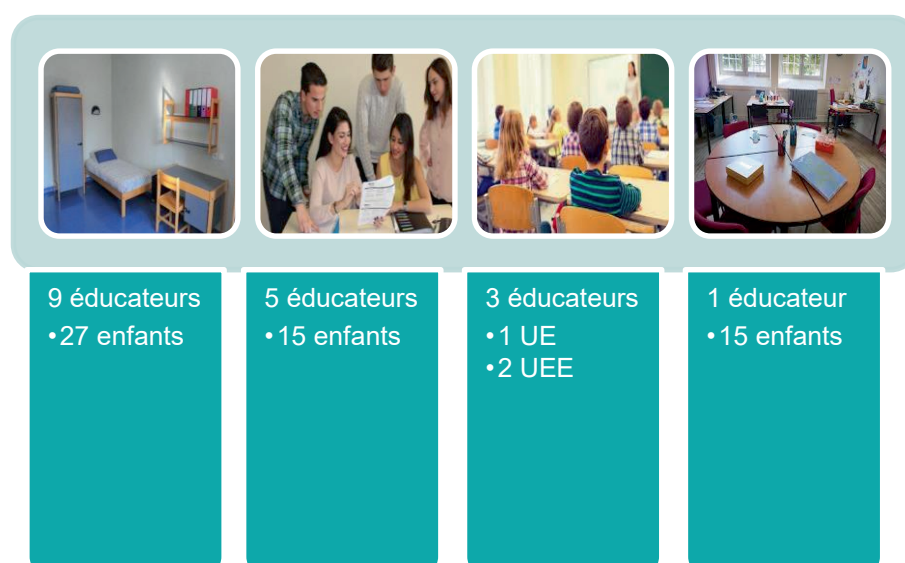 9 éducateurs
•27 enfants
5 éducateurs
•15 enfants
3 éducateurs
•1 UE
•2 UEE
1 éducateur
•15 enfants